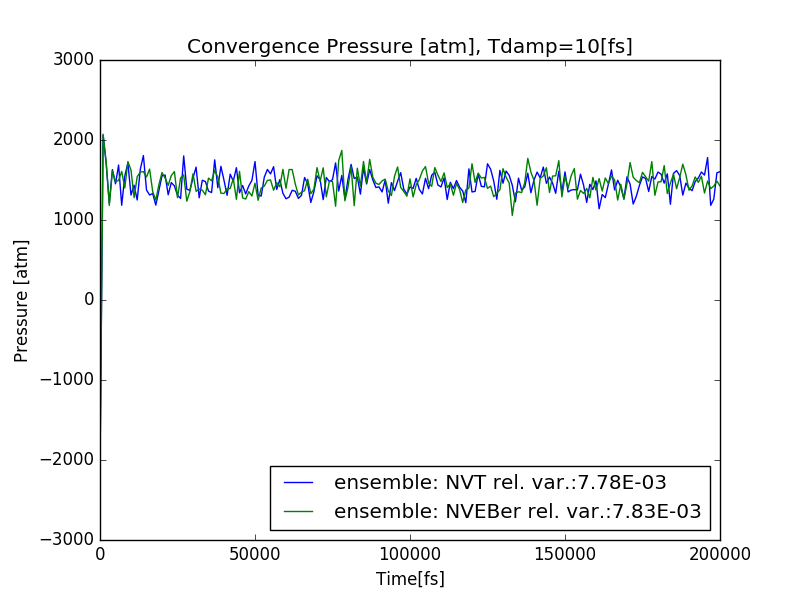 Convergence Pressure [atm], Tdamp=10[fs]
3000
2000
1000
0
−1000
−2000
−3000
Pressure [atm]
ensemble: NVT rel. var.:7.78E-03
ensemble: NVEBer rel. var.:7.83E-03
0 50000 100000 150000 200000
Time[fs]